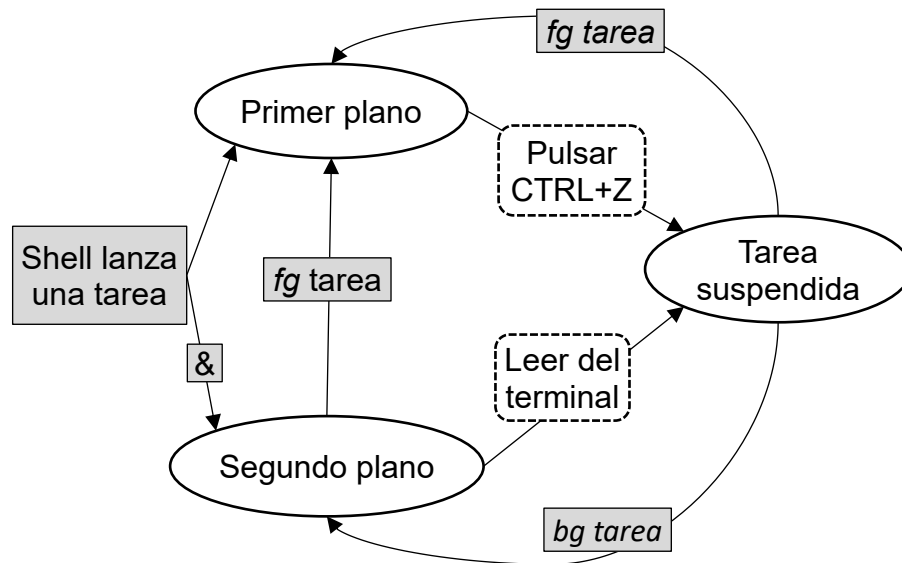 fg tarea
Primer plano
Pulsar
CTRL+Z
Shell lanza
una tarea
fg tarea
Tarea
suspendida
&
Leer del
terminal
Segundo plano
bg tarea